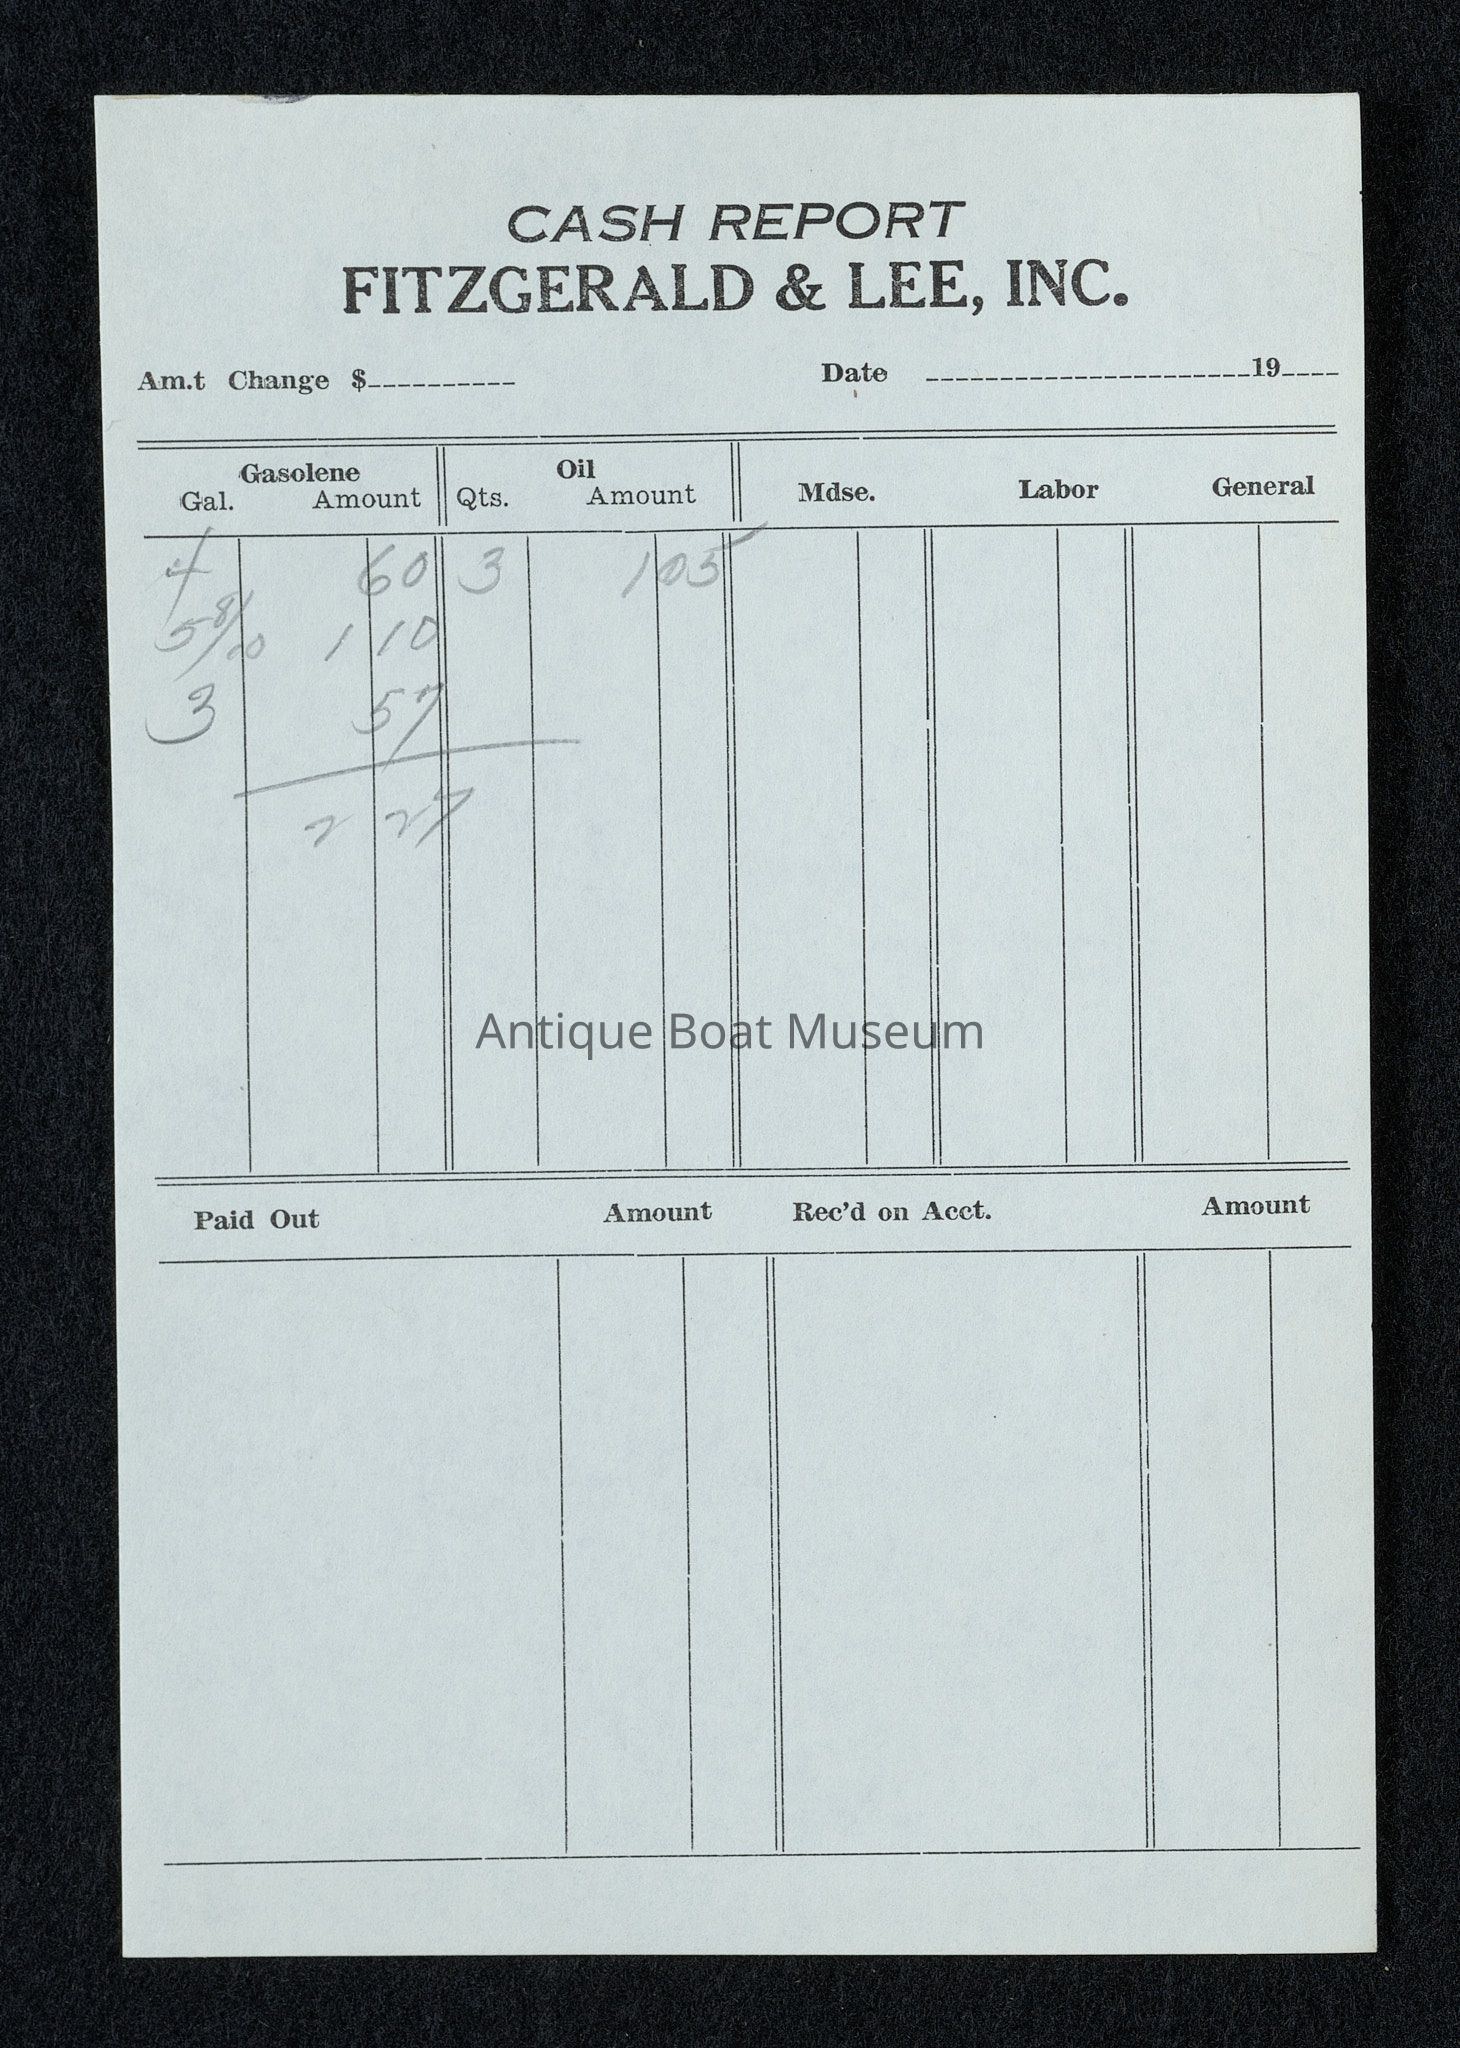 CASH REPORT
FITZGERALD & LEE, INC.
Am.t Change $---------- Date ---------------------19----
Gasolene Oil
Gal. Amount Qts. Amount Mdse. Labor General
4 60 3 105
5 8/10 1 10
3 57
2 27
Antique Boat Museum
Paid Out Amount Rec'd on Acct. Amount